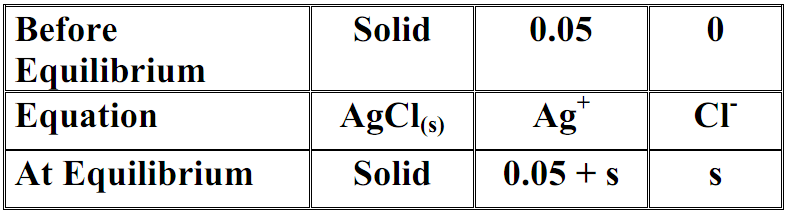 Before Equilibrium Solid 0.05 0
Equation AgCl(s) Ag+ Cl-
At Equilibrium Solid 0.05 + s s